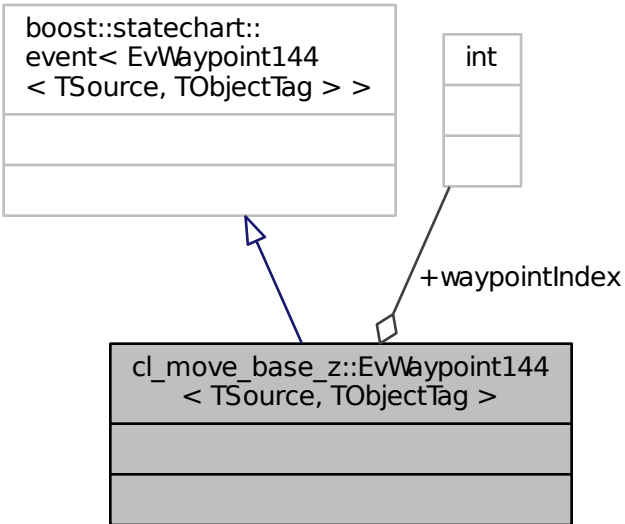 boost::statechart::
event< EvWaypoint144
< TSource, TObjectTag > >
int
+waypointIndex
cl_move_base_z::EvWaypoint144
< TSource, TObjectTag >